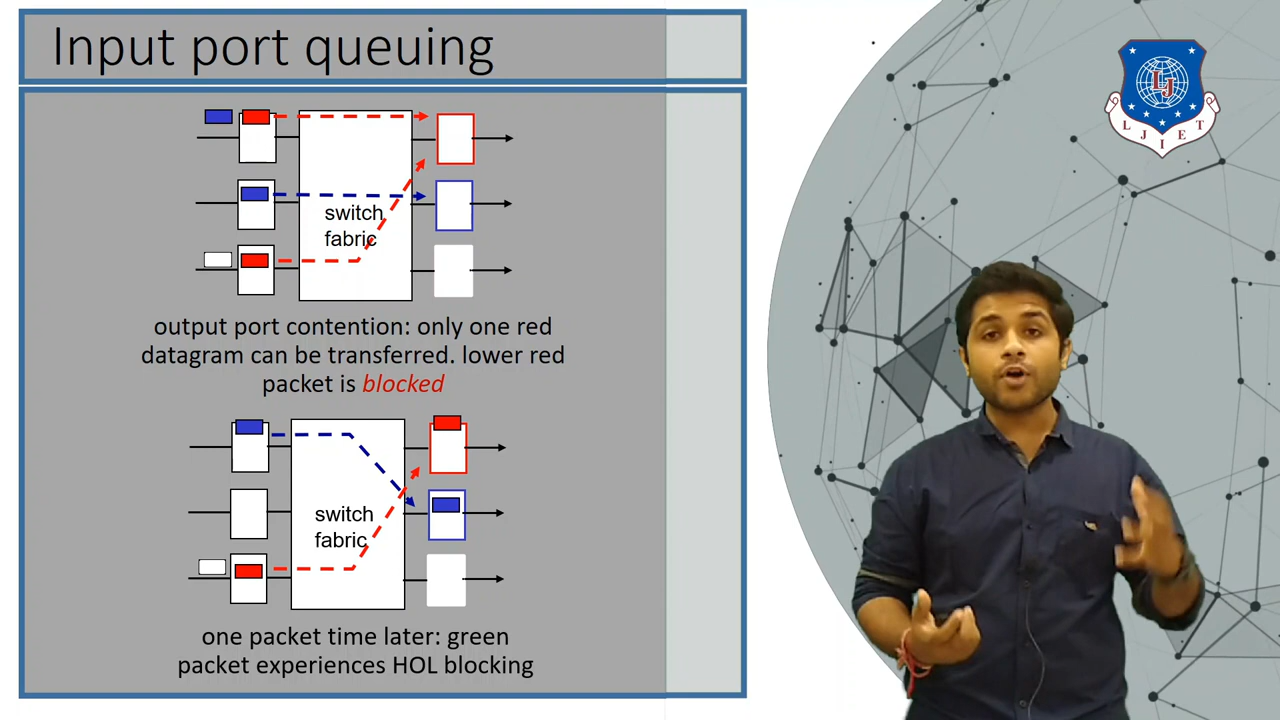 Input port queuing
switch
fabric
output port contention: only one red
datagram can be transferred. lower red
packet is blocked
switch
fabric
one packet time later: green
packet experiences HOL blocking
LJ
L J I E T